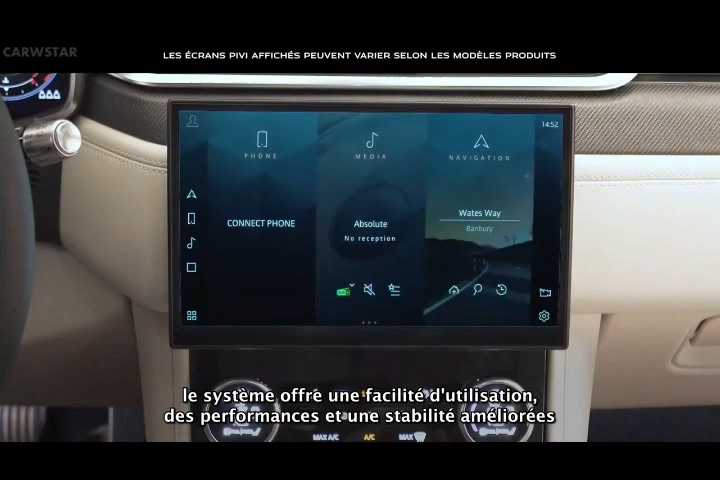 CARWSTAR
LES ÉCRANS PIVI AFFICHÉS PEUVENT VARIER SELON LES MODÈLES PRODUITS
14:52
PHONE
MEDIA
NAVIGATION
CONNECT PHONE
Absolute
No reception
Wates Way
Banbury
le système offre une facilité d'utilisation,
des performances et une stabilité améliorées
MAX A/C
A/C
MAX